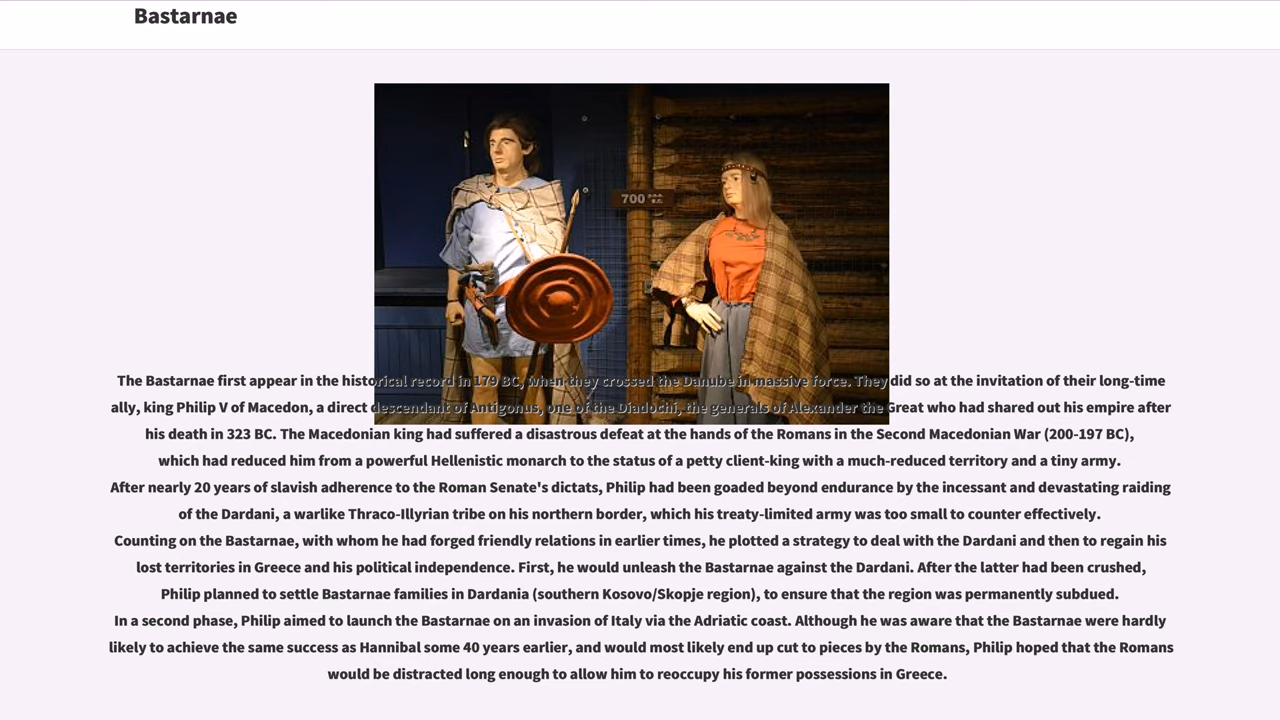 Bastarnae
700
The Bastarnae first appear in the historical record in 179 BC, when they crossed the Danube in massive force. They did so at the invitation of their long-time
ally, king Philip V of Macedon, a direct descendant of Antigonus, one of the Diadochi, the generals of Alexander the Great who had shared out his empire after
his death in 323 BC. The Macedonian king had suffered a disastrous defeat at the hands of the Romans in the Second Macedonian War (200-197 BC),
which had reduced him from a powerful Hellenistic monarch to the status of a petty client-king with a much-reduced territory and a tiny army.
After nearly 20 years of slavish adherence to the Roman Senate's dictats, Philip had been goaded beyond endurance by the incessant and devastating raiding
of the Dardani, a warlike Thraco-Illyrian tribe on his northern border, which his treaty-limited army was too small to counter effectively.
Counting on the Bastarnae, with whom he had forged friendly relations in earlier times, he plotted a strategy to deal with the Dardani and then to regain his
lost territories in Greece and his political independence. First, he would unleash the Bastarnae against the Dardani. After the latter had been crushed,
Philip planned to settle Bastarnae families in Dardania (southern Kosovo/Skopje region), to ensure that the region was permanently subdued.
In a second phase, Philip aimed to launch the Bastarnae on an invasion of Italy via the Adriatic coast. Although he was aware that the Bastarnae were hardly
likely to achieve the same success as Hannibal some 40 years earlier, and would most likely end up cut to pieces by the Romans, Philip hoped that the Romans
would be distracted long enough to allow him to reoccupy his former possessions in Greece.